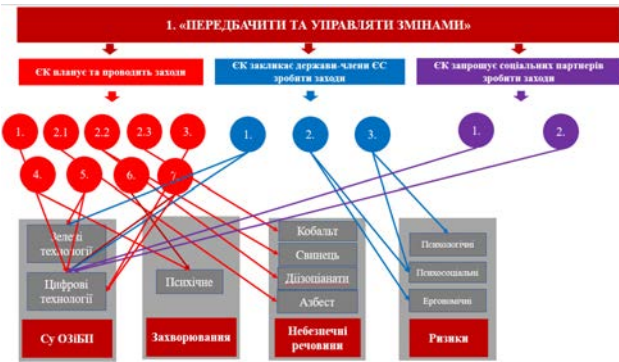 1. «ПЕРЕДБАЧИТИ ТА УПРАВЛЯТИ ЗМІНАМИ»
ЄК планує та проводить заходи
ЄК закликає держави-члени ЄС
зробити заходи
ЄК запрошує соціальних партнерів
зробити заходи
1. 2.1 2.2 2.3 3. 1. 2. 3. 1. 2.
4. 5. 6. 7.
Зелені
технології
Цифрові
технології
Су ОЗіБП
Психічне
Захворювання
Кобальт
Свинець
Діізоціанати
Азбест
Небезпечні
речовини
Психологічні
Психосоціальні
Ергономічні
Ризики